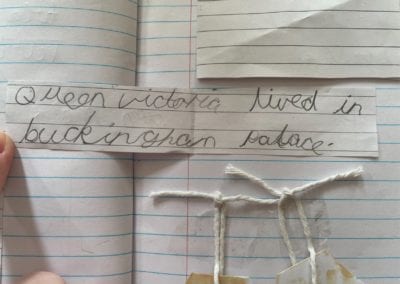 Queen victoria lived in
buckingham palace.